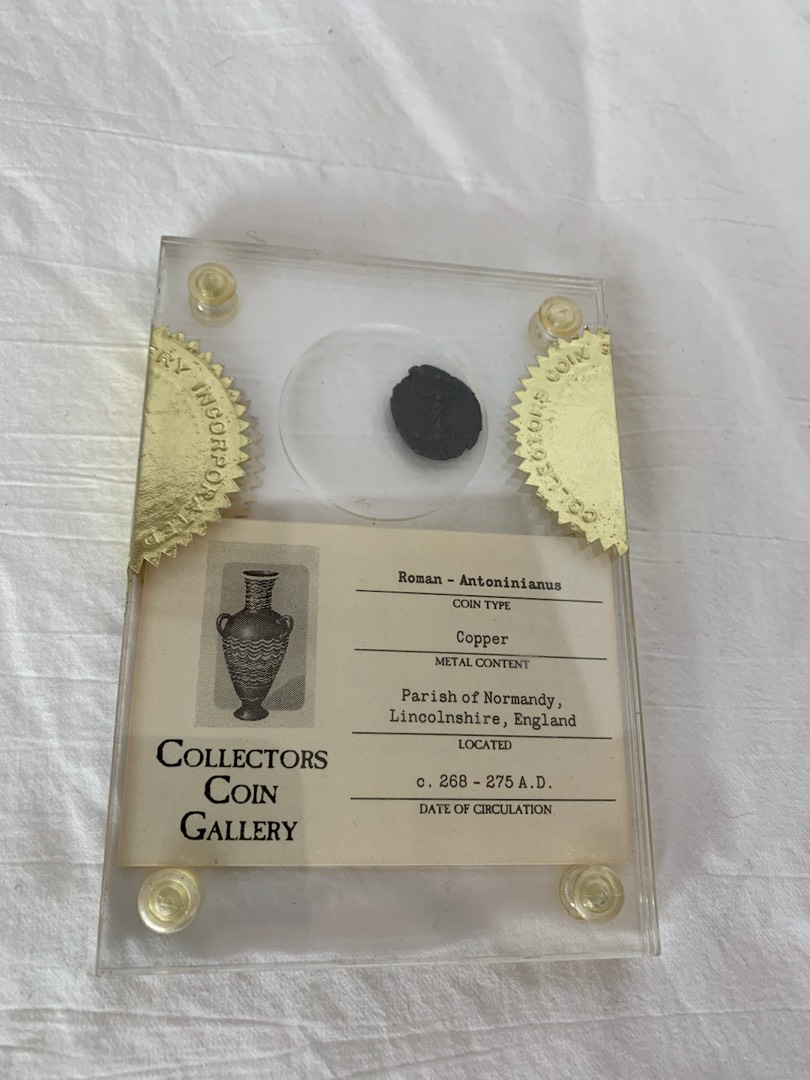 RY INCORPORATED
COLLECTORS COIN
Roman - Antoninianus
COIN TYPE
Copper
METAL CONTENT
Parish of Normandy,
Lincolnshire, England
LOCATED
c. 268 - 275 A.D.
DATE OF CIRCULATION
COLLECTORS
COIN
GALLERY